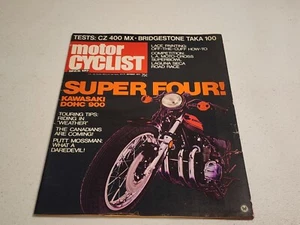 TESTS: CZ 400 MX • BRIDGESTONE TAKA 100
motor
CYCLIST
LACE PAINTING:
OFF-THE-CUFF HOW-TO
COMPETITION:
L.A. MOTO-CROSS
SUPERBOWL
LAGUNA SECA
ROAD RACE
SUPER FOUR!
KAWASAKI
DOHC 900
TOURING TIPS:
RIDING IN
"WEATHER"
THE CANADIANS
ARE COMING!
PUTT MOSSMAN:
WHAT A
DAREDEVIL!